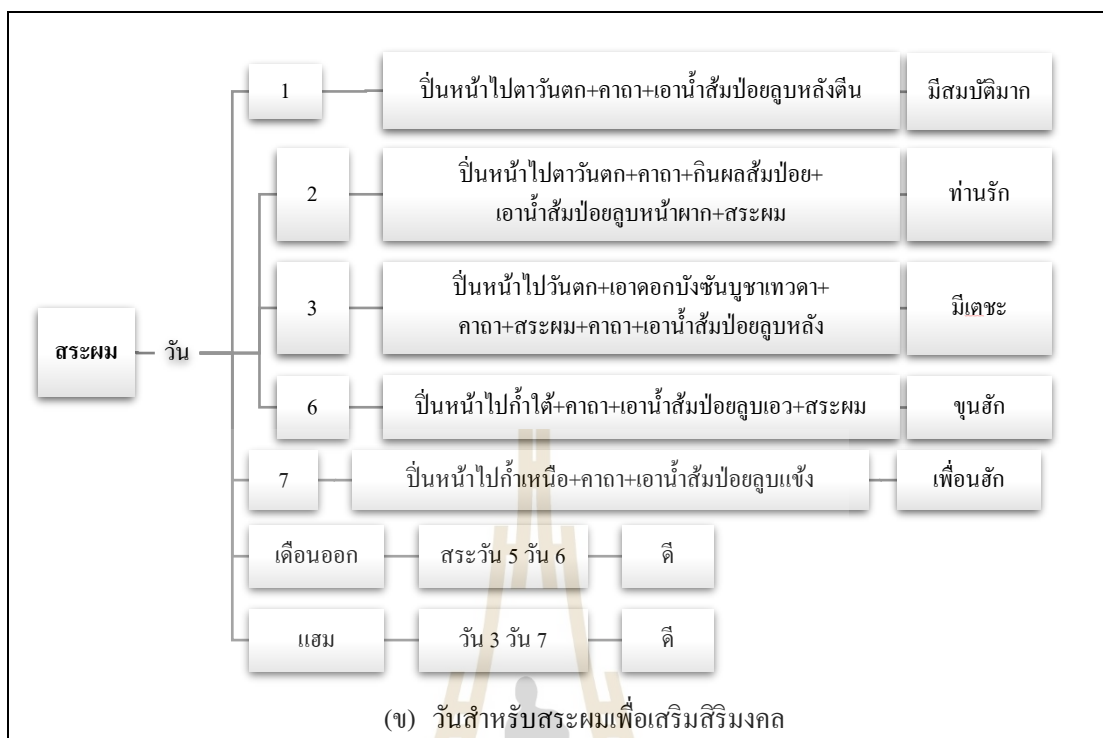 1
ปิ่นหน้าไปตาวันตก+คาถา+เอาน้ำส้มป่อยลูบหลังตีน
มีสมบัติมาก
2
ปิ่นหน้าไปตาวันตก+คาถา+กินผลส้มป่อย+
เอาน้ำส้มป่อยลูบหน้าผาก+สระผม
ท่านรัก
3
ปิ่นหน้าไปวันตก+เอาดอกบังซันบูชาเทวดา+
คาถา+สระผม+คาถา+เอาน้ำส้มป่อยลูบหลัง
มีเตชะ
สระผม
วัน
6
ปิ่นหน้าไปก้ำใต้+คาถา+เอาน้ำส้มป่อยลูบเอว+สระผม
ขุนฮัก
7
ปิ่นหน้าไปก้ำเหนือ+คาถา+เอาน้ำส้มป่อยลูบแข้ง
เพื่อนฮัก
เดือนออก
สระวัน 5 วัน 6
ดี
แฮม
วัน 3 วัน 7
ดี
(ข) วันสำหรับสระผมเพื่อเสริมสิริมงคล